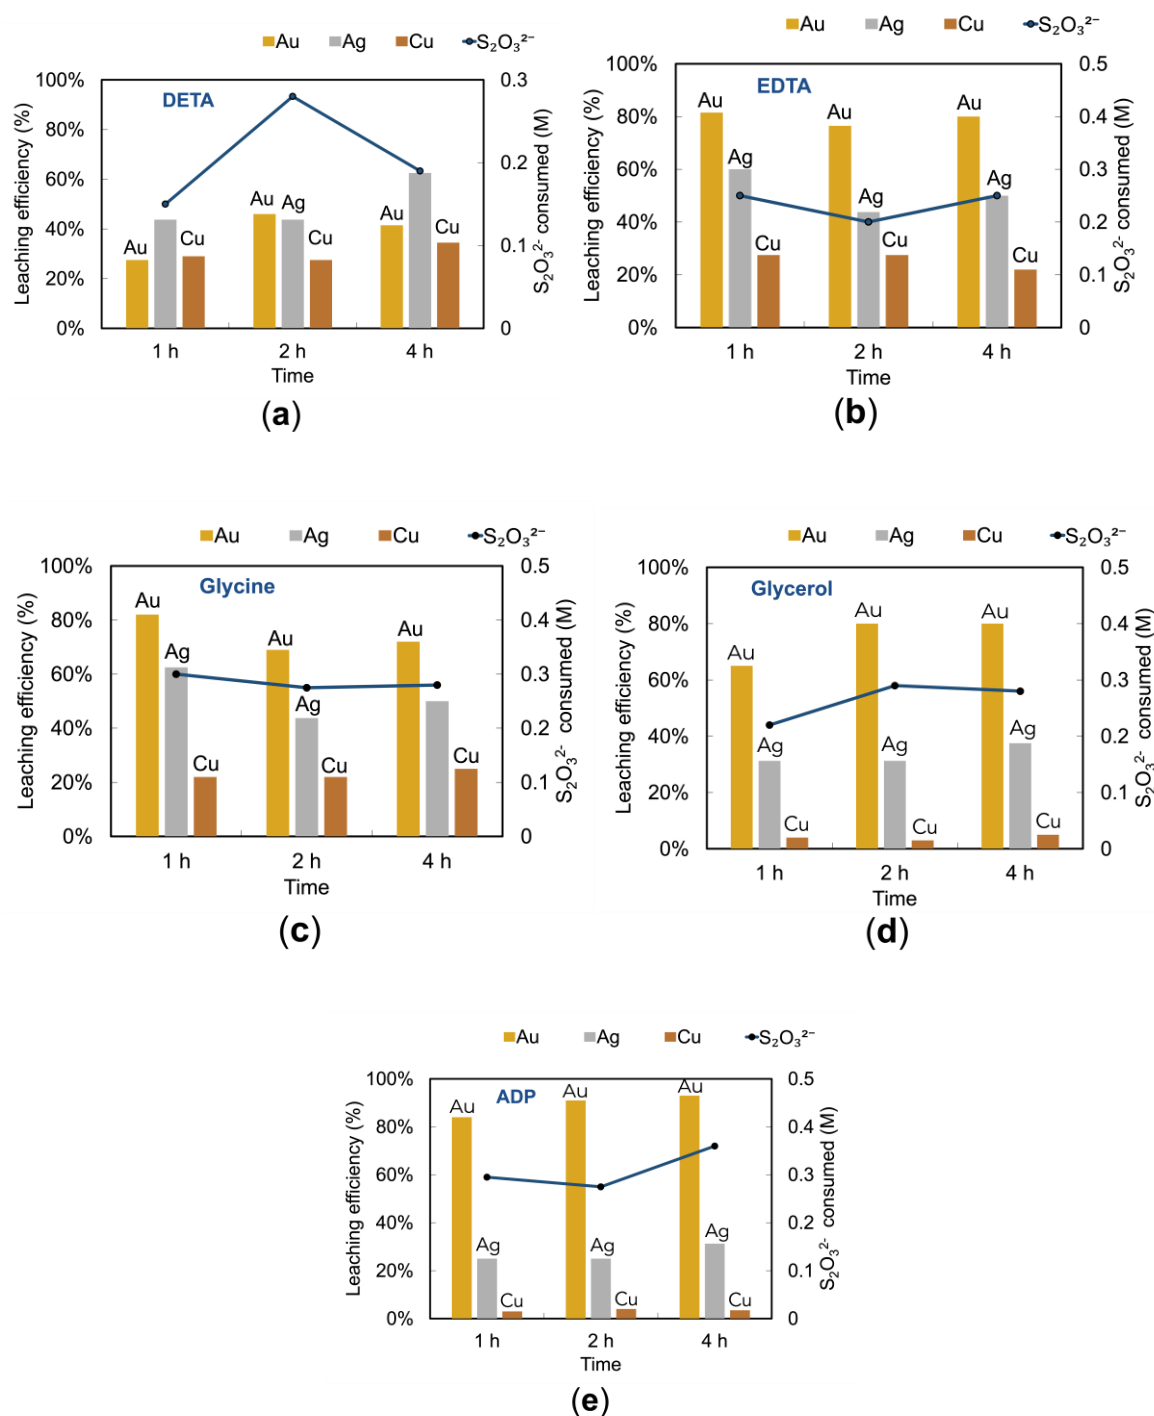 Au Ag Cu S₂O₃²⁻
DETA
Leaching efficiency (%)
100%
80%
60%
40%
20%
0%
Au Cu
Au Ag Cu
Au Cu
0.3
0.2
0.1
0
S₂O₃²⁻ consumed (M)
1 h 2 h 4 h
Time
(a)
Au Ag Cu S₂O₃²⁻
EDTA
Leaching efficiency (%)
100%
80%
60%
40%
20%
0%
Au Ag Cu
Au Ag Cu
Au Ag Cu
0.5
0.4
0.3
0.2
0.1
0
S₂O₃²⁻ consumed (M)
1 h 2 h 4 h
Time
(b)
Au Ag Cu S₂O₃²⁻
Glycine
Leaching efficiency (%)
100%
80%
60%
40%
20%
0%
Au Ag Cu
Au Ag Cu
Au Cu
0.5
0.4
0.3
0.2
0.1
0
S₂O₃²⁻ consumed (M)
1 h 2 h 4 h
Time
(c)
Au Ag Cu S₂O₃²⁻
Glycerol
Leaching efficiency (%)
100%
80%
60%
40%
20%
0%
Au Ag Cu
Au Ag Cu
Au Ag Cu
0.5
0.4
0.3
0.2
0.1
0
S₂O₃²⁻ consumed (M)
1 h 2 h 4 h
Time
(d)
Au Ag Cu S₂O₃²⁻
ADP
Leaching efficiency (%)
100%
80%
60%
40%
20%
0%
Au Ag Cu
Au Ag Cu
Au Ag Cu
0.5
0.4
0.3
0.2
0.1
0
S₂O₃²⁻ consumed (M)
1 h 2 h 4 h
Time
(e)